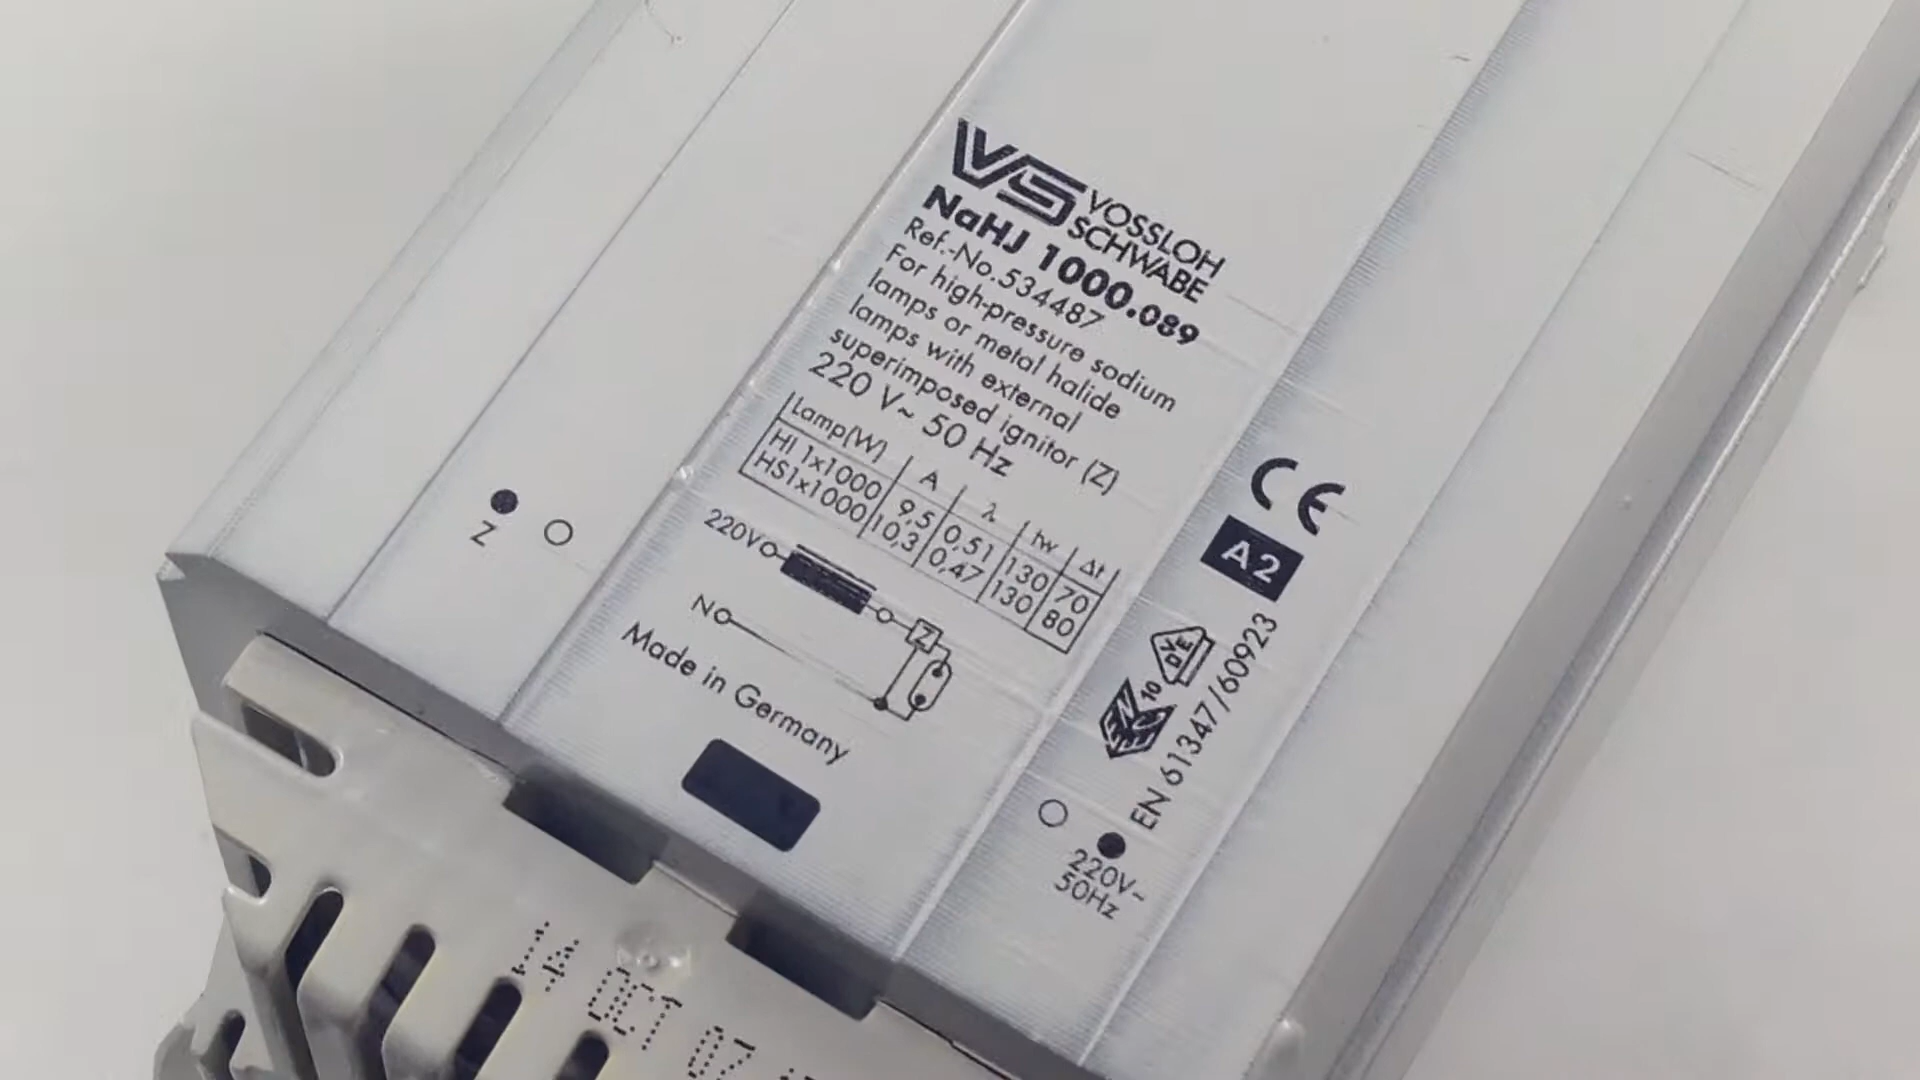 VS VOSSLOH
SCHWABE
NaHJ 1000.089
Ref.-No.534487
For high-pressure sodium
lamps or metal halide
lamps with external
superimposed ignitor (Z)
220 V~ 50 Hz
Lamp(W) A λ tw Δt
HI 1x1000 9,5 0,51 130 70
HS1x1000 10,3 0,47 130 80
220V
Z
N
Made in Germany
Z
CE
A2
VDE
10
ENEC
EN 61347/60923
220V~
50Hz
14 OCT 07